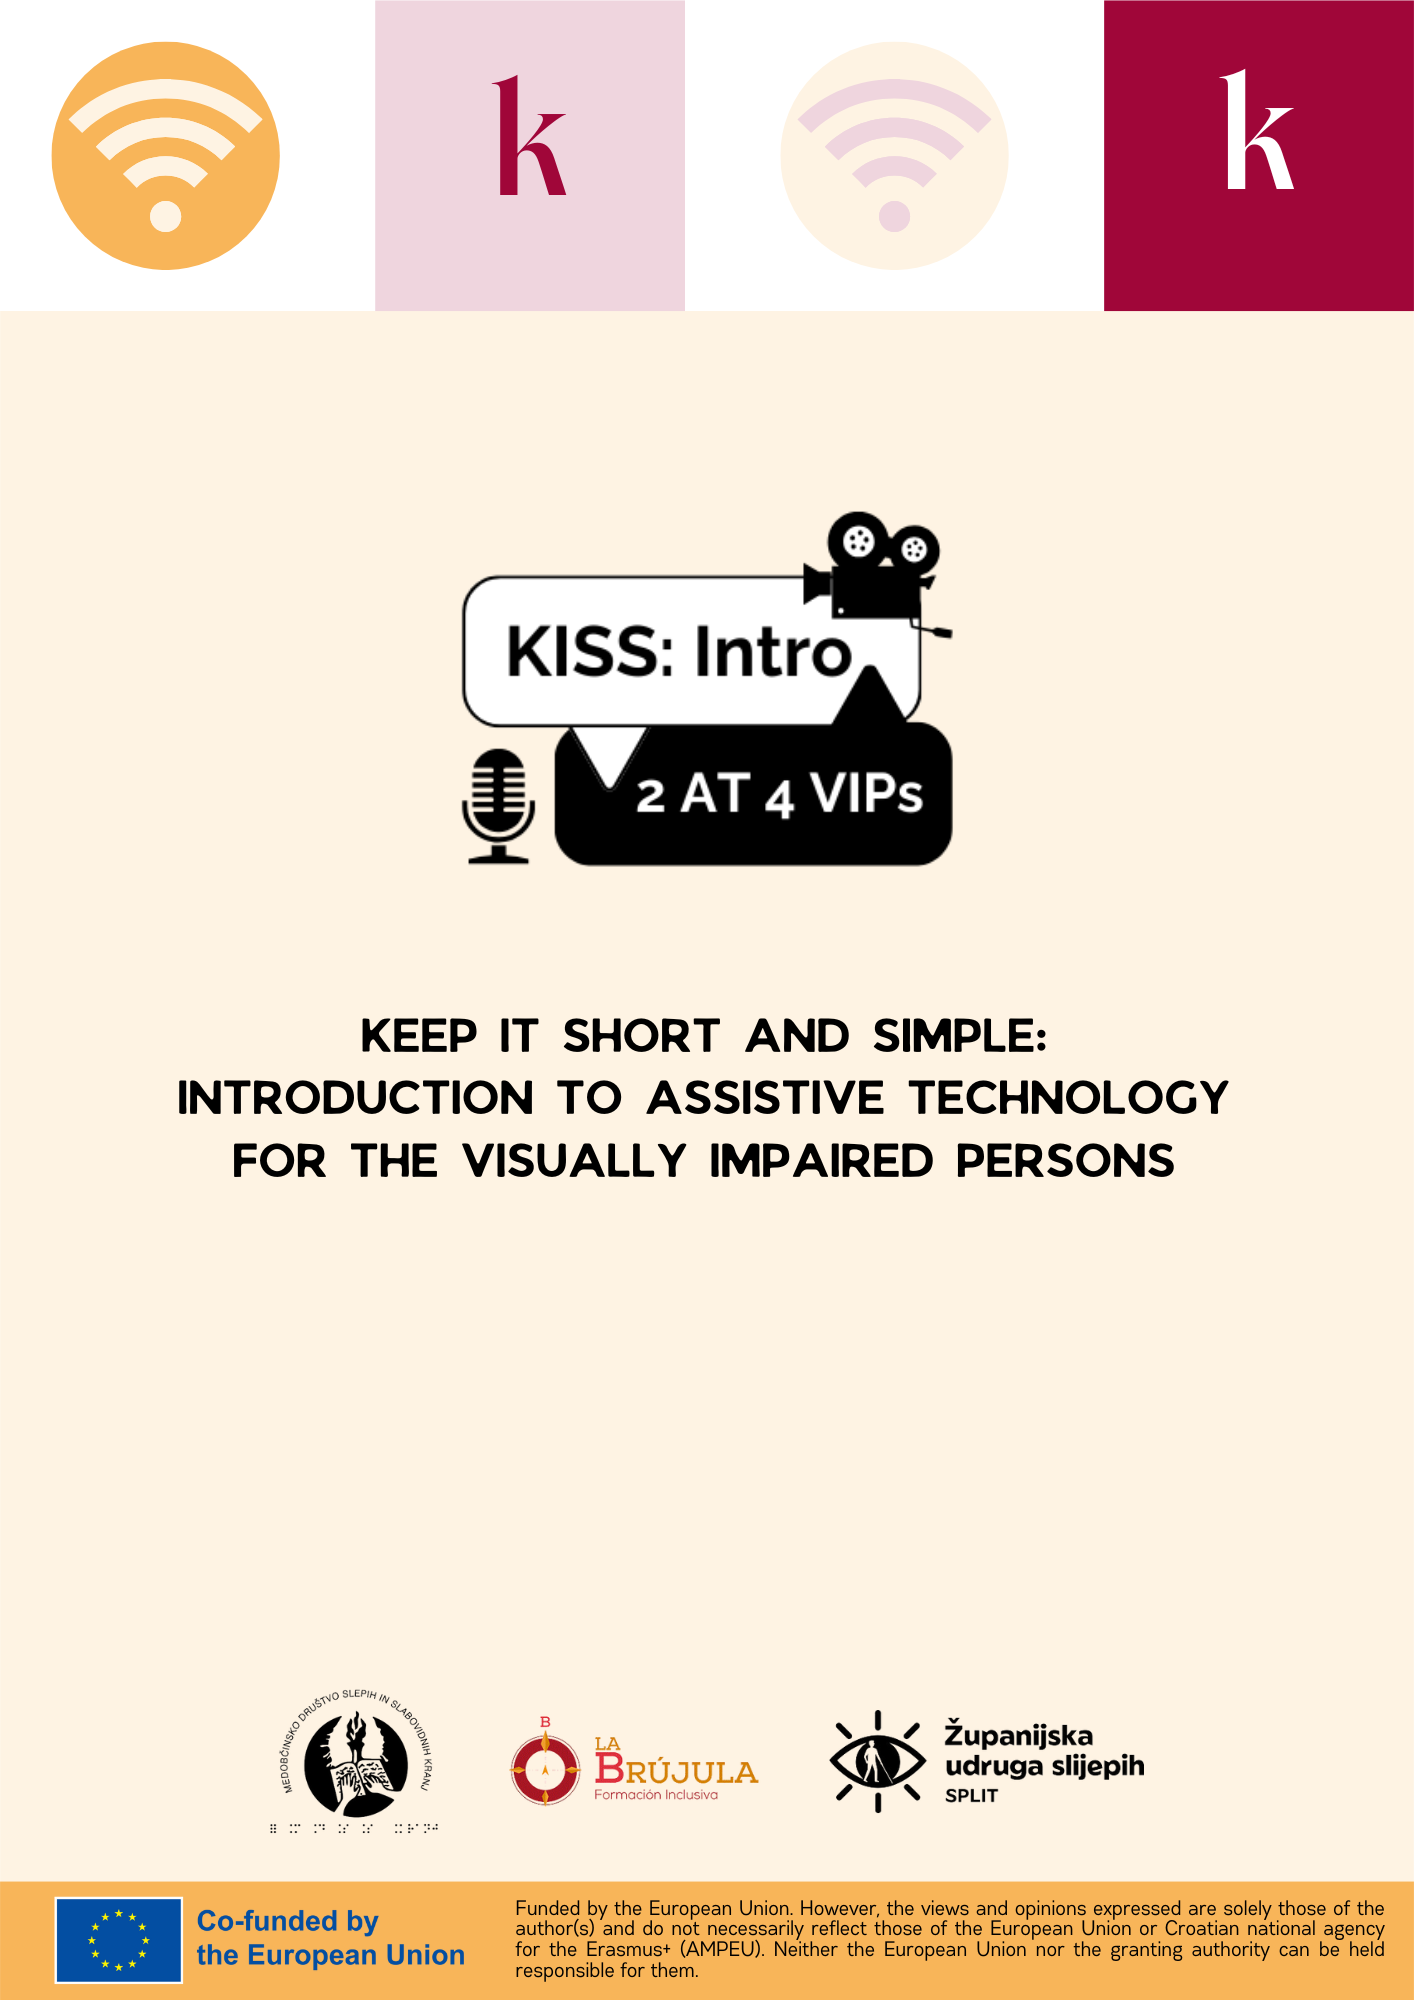 k
k
KISS: Intro
2 AT 4 VIPs
KEEP IT SHORT AND SIMPLE:
INTRODUCTION TO ASSISTIVE TECHNOLOGY
FOR THE VISUALLY IMPAIRED PERSONS
MEDOBČINSKO DRUŠTVO SLEPIH IN SLABOVIDNIH KRANJ
B
LA
BRÚJULA
Formación Inclusiva
Županijska
udruga slijepih
SPLIT
Co-funded by
the European Union
Funded by the European Union. However, the views and opinions expressed are solely those of the
author(s) and do not necessarily reflect those of the European Union or Croatian national agency
for the Erasmus+ (AMPEU). Neither the European Union nor the granting authority can be held
responsible for them.